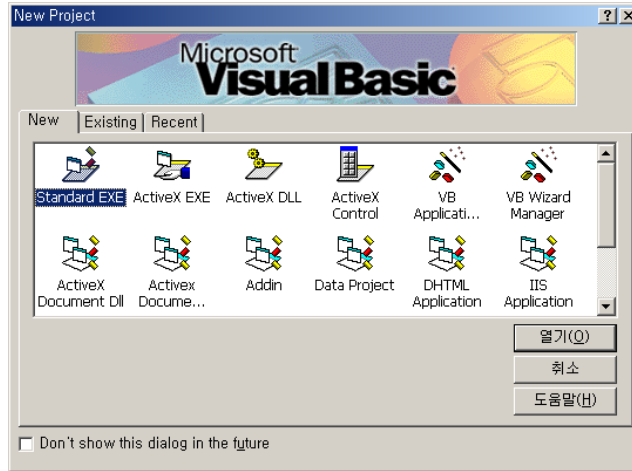 New Project
Microsoft
Visual Basic
New Existing Recent
Standard EXE ActiveX EXE ActiveX DLL ActiveX Control VB Applicati... VB Wizard Manager
ActiveX Document Dll Activex Docume... Addin Data Project DHTML Application IIS Application
열기(O)
취소
도움말(H)
Don't show this dialog in the future